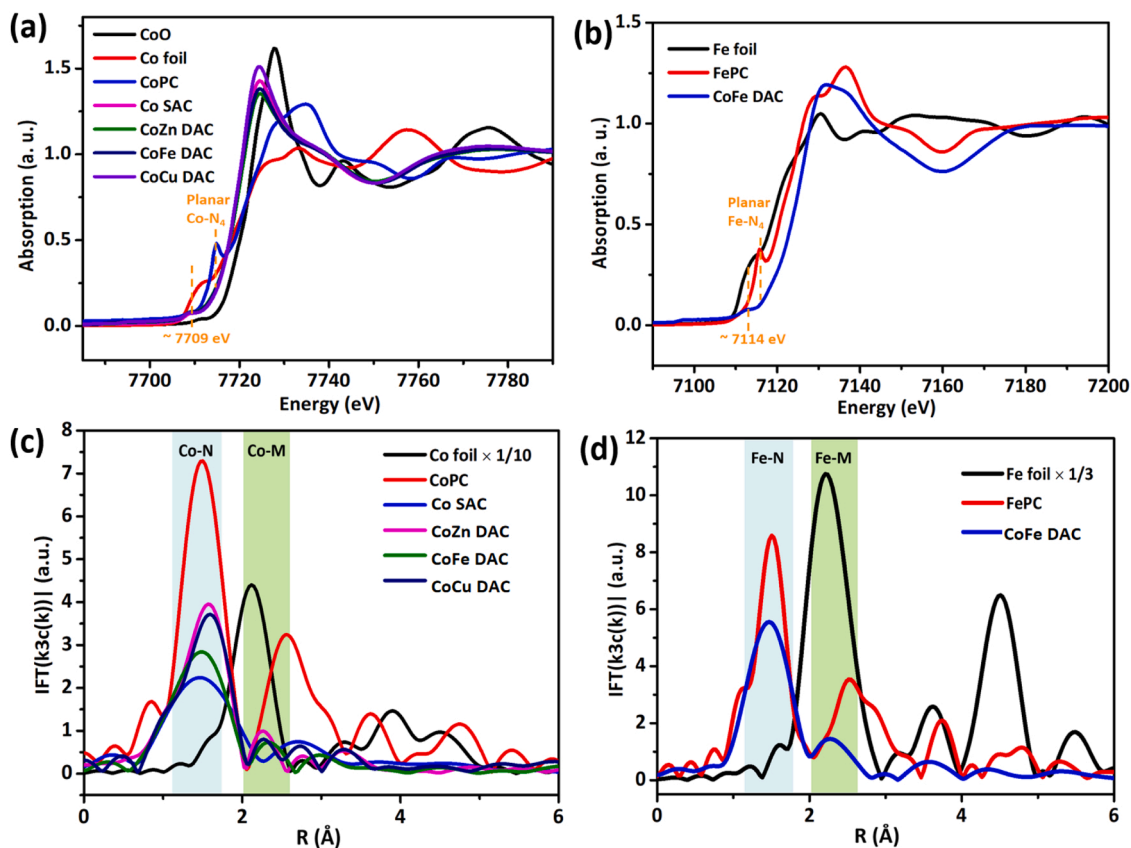 (a)
CoO
Co foil
CoPC
Co SAC
CoZn DAC
CoFe DAC
CoCu DAC
Planar
Co-N4
~ 7709 eV
Absorption (a. u.)
1.5
1.0
0.5
0.0
7700 7720 7740 7760 7780
Energy (eV)
(b)
Fe foil
FePC
CoFe DAC
Planar
Fe-N4
~ 7114 eV
Absorption (a. u.)
1.5
1.0
0.5
0.0
7100 7120 7140 7160 7180 7200
Energy (eV)
(c)
Co-N Co-M
Co foil × 1/10
CoPC
Co SAC
CoZn DAC
CoFe DAC
CoCu DAC
IFT(k3c(k))| (a.u.)
8
7
6
5
4
3
2
1
0
0 2 4 6
R (Å)
(d)
Fe-N Fe-M
Fe foil × 1/3
FePC
CoFe DAC
IFT(k3c(k))| (a.u.)
12
10
8
6
4
2
0
0 2 4 6
R (Å)